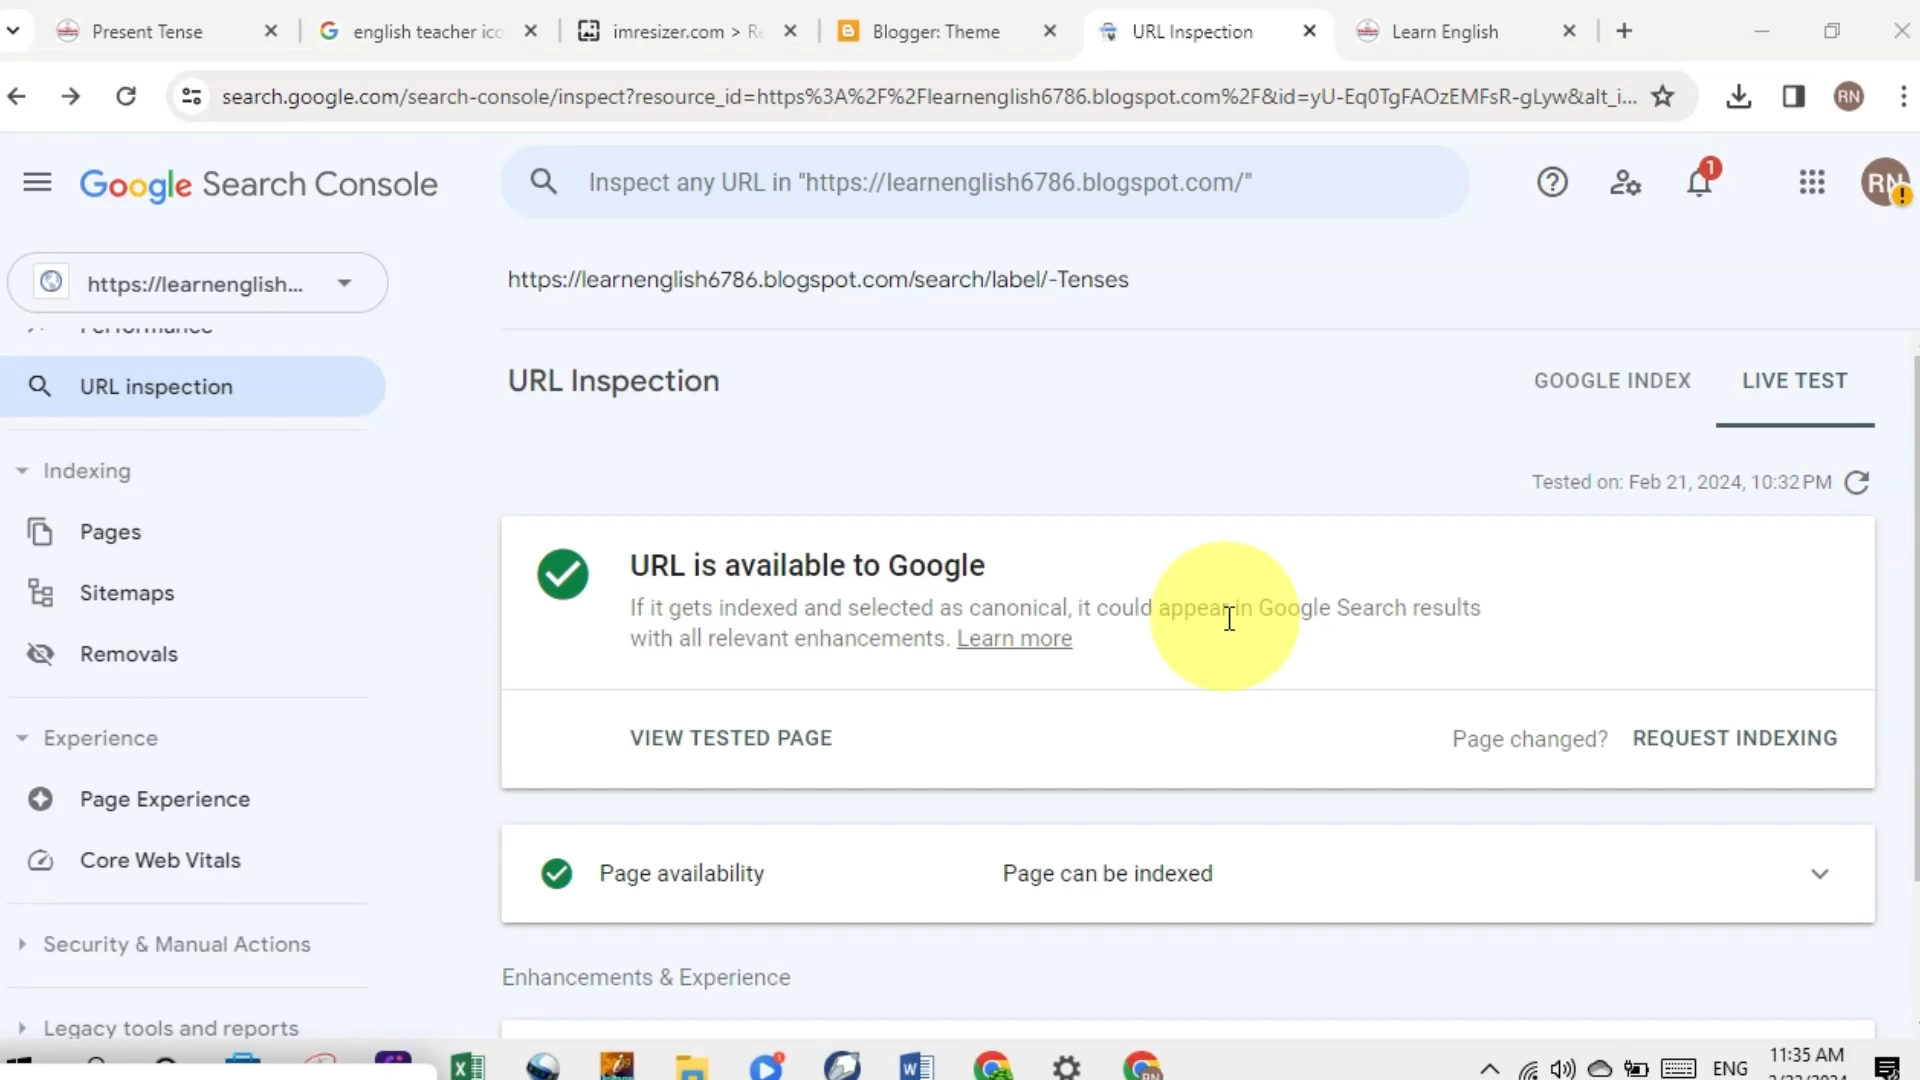 Present Tense
english teacher ico
imresizer.com > Re
Blogger: Theme
URL Inspection
Learn English
search.google.com/search-console/inspect?resource_id=https%3A%2F%2Flearnenglish6786.blogspot.com%2F&id=yU-Eq0TgFAOzEMFsR-gLyw&alt_i...
RN
Google Search Console
Inspect any URL in "https://learnenglish6786.blogspot.com/"
1
RN
https://learnenglish...
https://learnenglish6786.blogspot.com/search/label/-Tenses
Performance
URL inspection
URL Inspection
GOOGLE INDEX
LIVE TEST
Indexing
Tested on: Feb 21, 2024, 10:32 PM
Pages
Sitemaps
Removals
URL is available to Google
If it gets indexed and selected as canonical, it could appear in Google Search results
with all relevant enhancements. Learn more
Experience
VIEW TESTED PAGE
Page changed? REQUEST INDEXING
Page Experience
Core Web Vitals
Page availability
Page can be indexed
Security & Manual Actions
Enhancements & Experience
Legacy tools and reports
ENG
11:35 AM